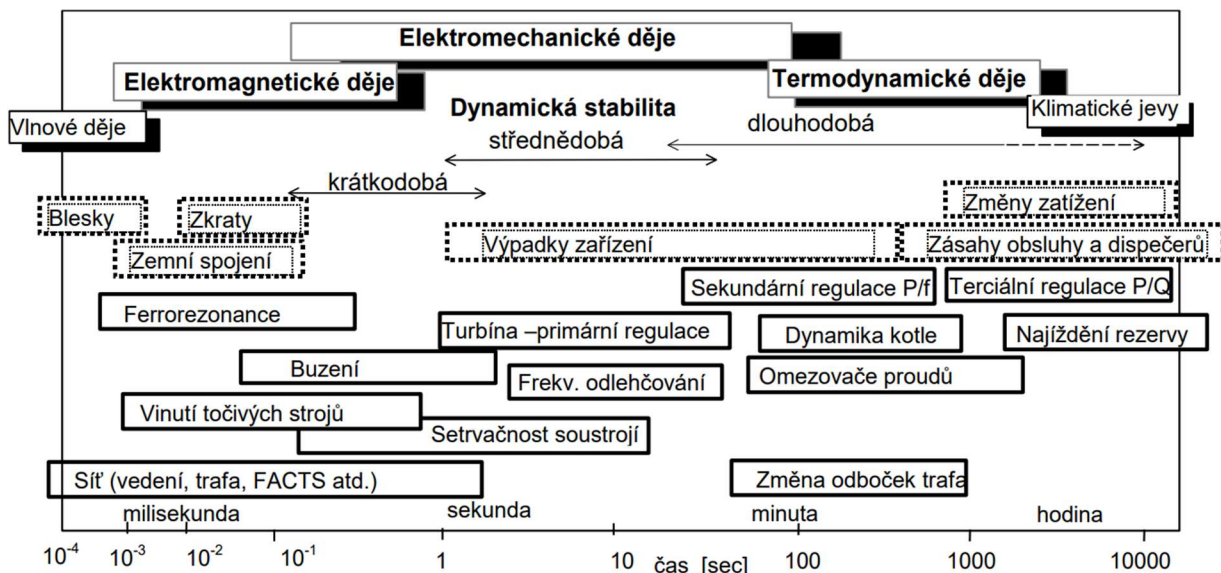 Elektromechanické děje
Elektromagnetické děje
Termodynamické děje
Vlnové děje
Dynamická stabilita
Klimatické jevy
střednědobá
dlouhodobá
krátkodobá
Blesky
Zkraty
Změny zatížení
Zemní spojení
Výpadky zařízení
Zásahy obsluhy a dispečerů
Sekundární regulace P/f
Terciální regulace P/Q
Ferrorezonance
Turbína –primární regulace
Dynamika kotle
Najíždění rezervy
Buzení
Frekv. odlehčování
Omezovače proudů
Vinutí točivých strojů
Setrvačnost soustrojí
Síť (vedení, trafa, FACTS atd.)
Změna odboček trafa
milisekunda
sekunda
minuta
hodina
10⁻⁴ 10⁻³ 10⁻² 10⁻¹ 1 10 čas [sec] 100 1000 10000